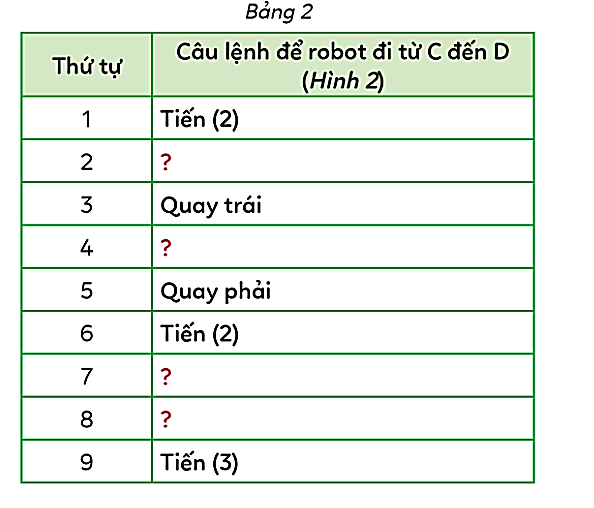 Bảng 2
Thứ tự
Câu lệnh để robot đi từ C đến D
(Hình 2)
1 Tiến (2)
2 ?
3 Quay trái
4 ?
5 Quay phải
6 Tiến (2)
7 ?
8 ?
9 Tiến (3)